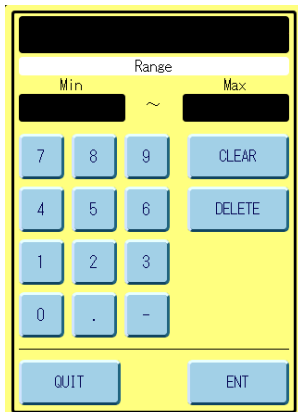 Range
Min Max
~
7 8 9 CLEAR
4 5 6 DELETE
1 2 3
0 . -
QUIT ENT